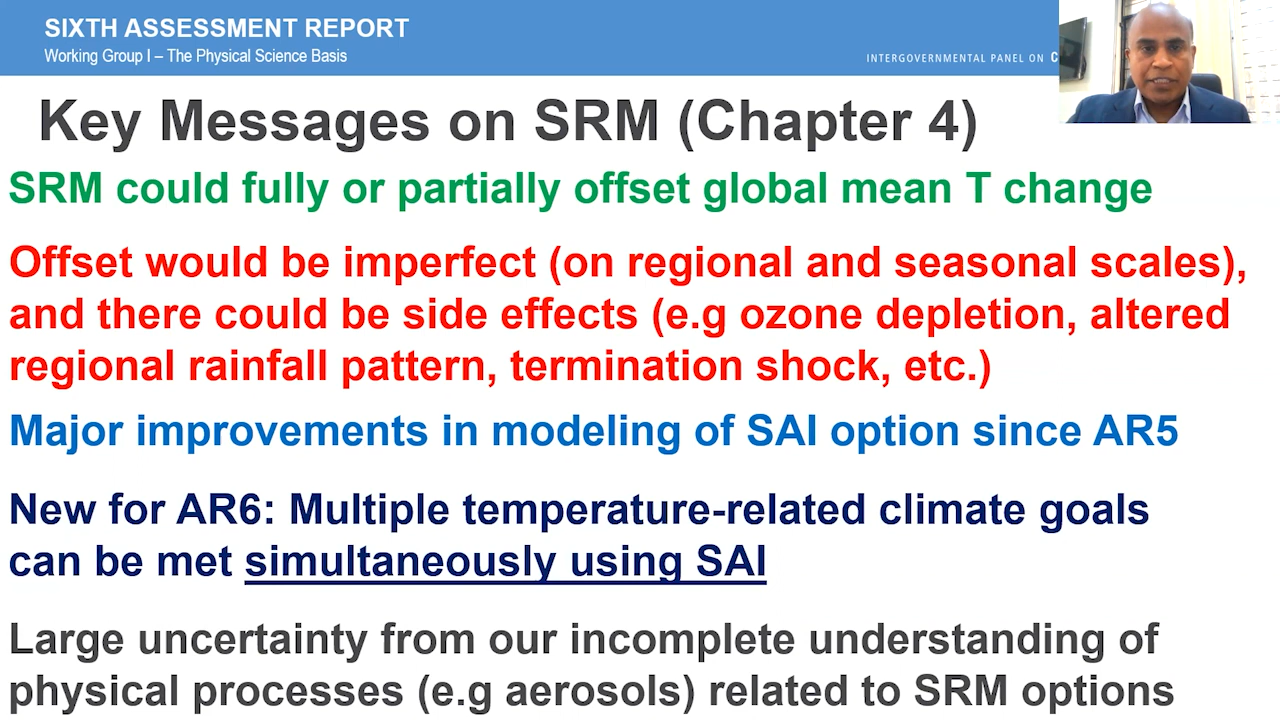 SIXTH ASSESSMENT REPORT
Working Group I – The Physical Science Basis
INTERGOVERNMENTAL PANEL ON
Key Messages on SRM (Chapter 4)
SRM could fully or partially offset global mean T change
Offset would be imperfect (on regional and seasonal scales),
and there could be side effects (e.g ozone depletion, altered
regional rainfall pattern, termination shock, etc.)
Major improvements in modeling of SAI option since AR5
New for AR6: Multiple temperature-related climate goals
can be met simultaneously using SAI
Large uncertainty from our incomplete understanding of
physical processes (e.g aerosols) related to SRM options